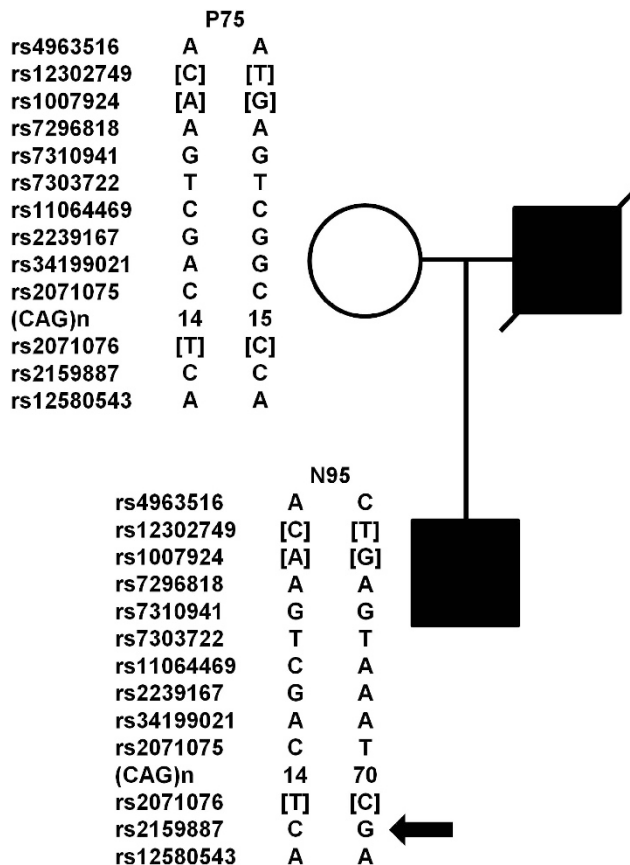 P75
rs4963516 A A
rs12302749 [C] [T]
rs1007924 [A] [G]
rs7296818 A A
rs7310941 G G
rs7303722 T T
rs11064469 C C
rs2239167 G G
rs34199021 A G
rs2071075 C C
(CAG)n 14 15
rs2071076 [T] [C]
rs2159887 C C
rs12580543 A A
N95
rs4963516 A C
rs12302749 [C] [T]
rs1007924 [A] [G]
rs7296818 A A
rs7310941 G G
rs7303722 T T
rs11064469 C A
rs2239167 G A
rs34199021 A A
rs2071075 C T
(CAG)n 14 70
rs2071076 [T] [C]
rs2159887 C G
rs12580543 A A